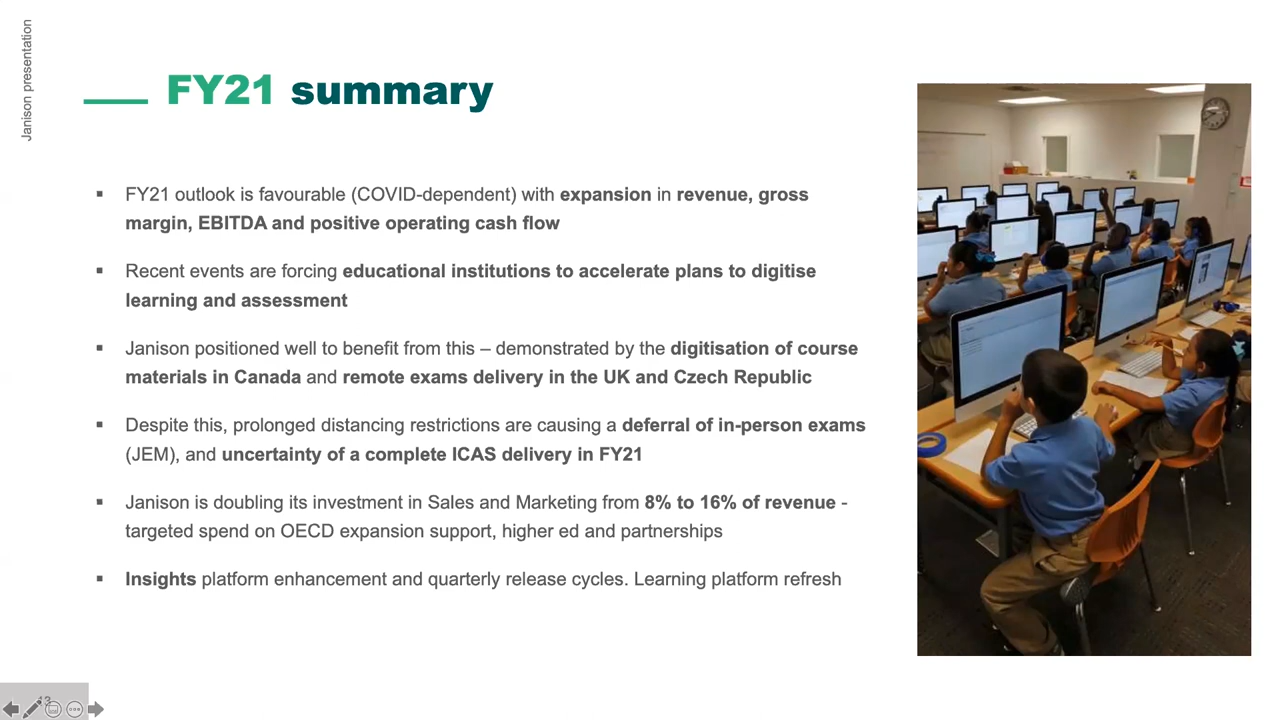 Janison presentation
FY21 summary
▪ FY21 outlook is favourable (COVID-dependent) with expansion in revenue, gross
margin, EBITDA and positive operating cash flow
▪ Recent events are forcing educational institutions to accelerate plans to digitise
learning and assessment
▪ Janison positioned well to benefit from this – demonstrated by the digitisation of course
materials in Canada and remote exams delivery in the UK and Czech Republic
▪ Despite this, prolonged distancing restrictions are causing a deferral of in-person exams
(JEM), and uncertainty of a complete ICAS delivery in FY21
▪ Janison is doubling its investment in Sales and Marketing from 8% to 16% of revenue -
targeted spend on OECD expansion support, higher ed and partnerships
▪ Insights platform enhancement and quarterly release cycles. Learning platform refresh